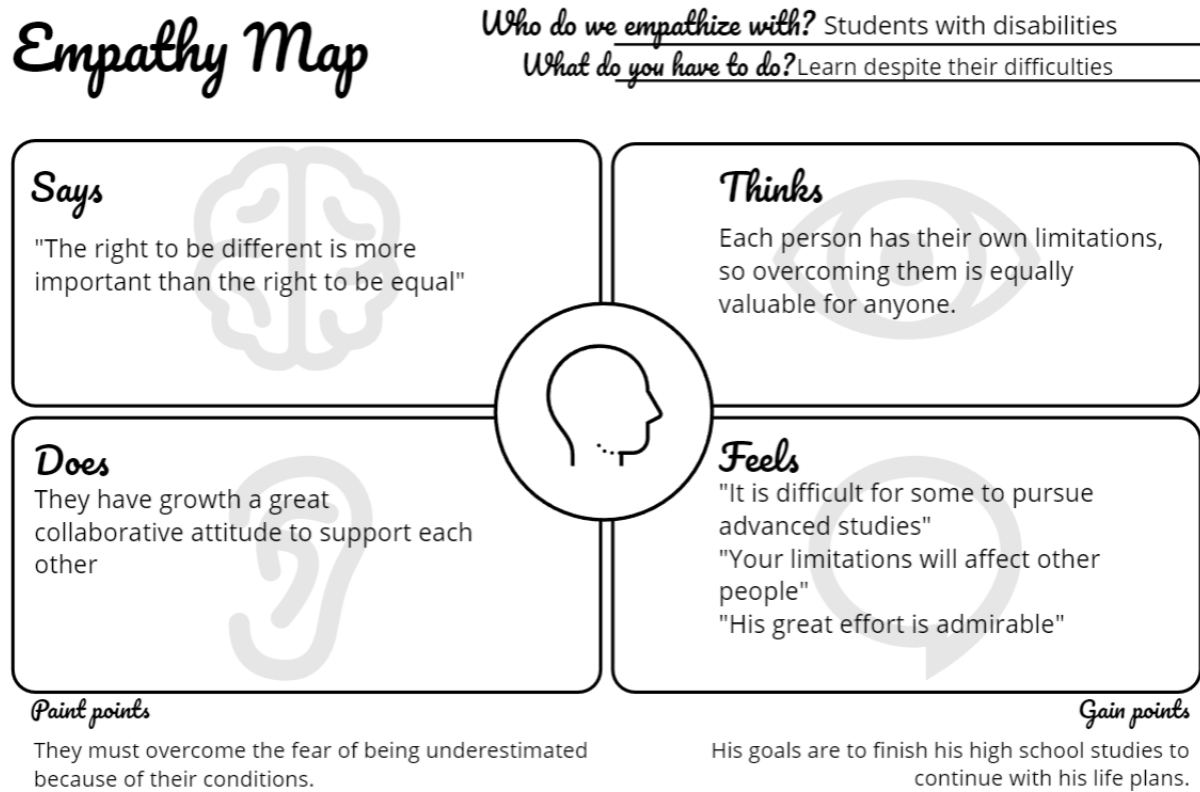 Empathy Map
Who do we empathize with? Students with disabilities
What do you have to do? Learn despite their difficulties
Says
"The right to be different is more
important than the right to be equal"
Thinks
Each person has their own limitations,
so overcoming them is equally
valuable for anyone.
Does
They have growth a great
collaborative attitude to support each
other
Feels
"It is difficult for some to pursue
advanced studies"
"Your limitations will affect other
people"
"His great effort is admirable"
Paint points
They must overcome the fear of being underestimated
because of their conditions.
Gain points
His goals are to finish his high school studies to
continue with his life plans.